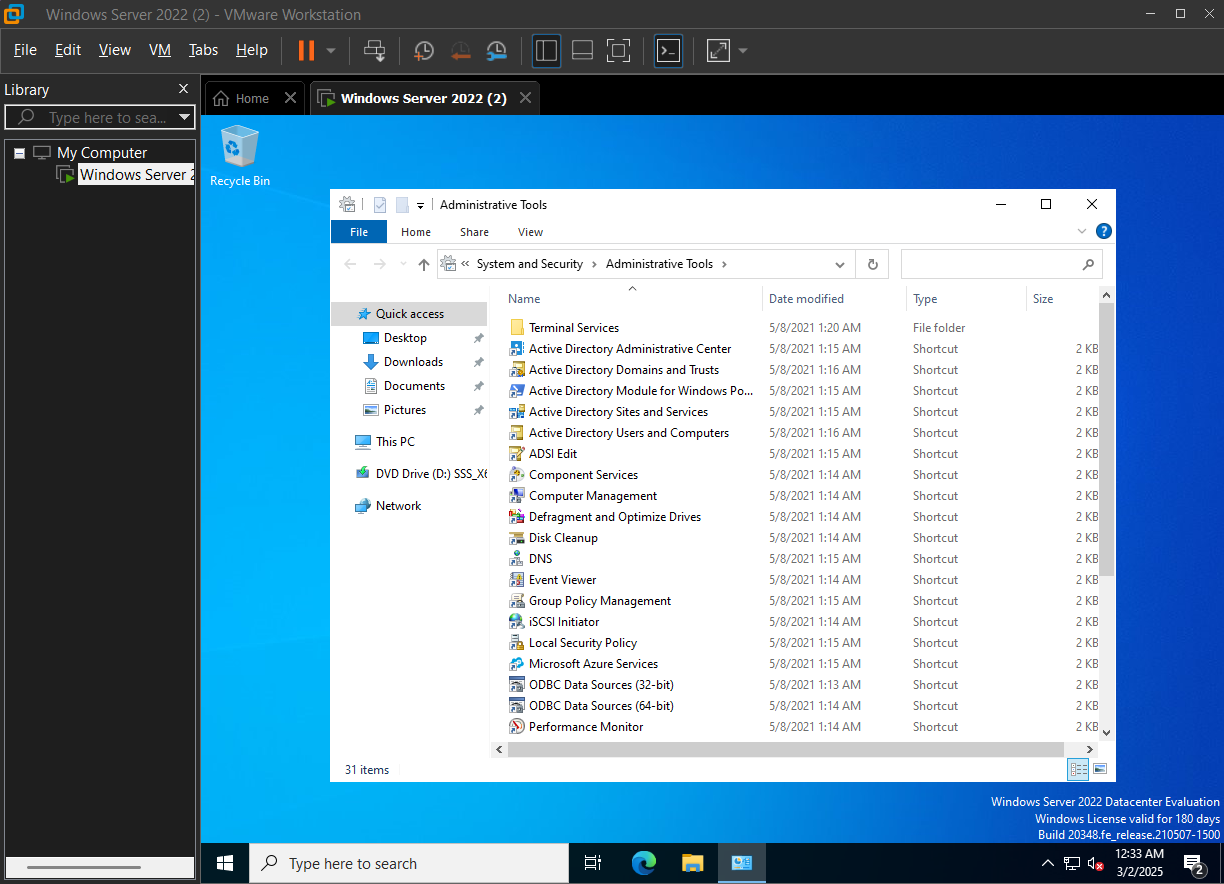 Windows Server 2022 (2) - VMware Workstation
File Edit View VM Tabs Help
Library
Type here to sea...
My Computer
Windows Server 2
Home
Windows Server 2022 (2)
Recycle Bin
Administrative Tools
File Home Share View
« System and Security › Administrative Tools ›
Quick access
Desktop
Downloads
Documents
Pictures
This PC
DVD Drive (D:) SSS_X6
Network
Name Date modified Type Size
Terminal Services 5/8/2021 1:20 AM File folder
Active Directory Administrative Center 5/8/2021 1:15 AM Shortcut 2 KB
Active Directory Domains and Trusts 5/8/2021 1:16 AM Shortcut 2 KB
Active Directory Module for Windows Po... 5/8/2021 1:15 AM Shortcut 2 KB
Active Directory Sites and Services 5/8/2021 1:15 AM Shortcut 2 KB
Active Directory Users and Computers 5/8/2021 1:16 AM Shortcut 2 KB
ADSI Edit 5/8/2021 1:15 AM Shortcut 2 KB
Component Services 5/8/2021 1:14 AM Shortcut 2 KB
Computer Management 5/8/2021 1:14 AM Shortcut 2 KB
Defragment and Optimize Drives 5/8/2021 1:14 AM Shortcut 2 KB
Disk Cleanup 5/8/2021 1:14 AM Shortcut 2 KB
DNS 5/8/2021 1:15 AM Shortcut 2 KB
Event Viewer 5/8/2021 1:14 AM Shortcut 2 KB
Group Policy Management 5/8/2021 1:15 AM Shortcut 2 KB
iSCSI Initiator 5/8/2021 1:14 AM Shortcut 2 KB
Local Security Policy 5/8/2021 1:15 AM Shortcut 2 KB
Microsoft Azure Services 5/8/2021 1:15 AM Shortcut 2 KB
ODBC Data Sources (32-bit) 5/8/2021 1:13 AM Shortcut 2 KB
ODBC Data Sources (64-bit) 5/8/2021 1:14 AM Shortcut 2 KB
Performance Monitor 5/8/2021 1:14 AM Shortcut 2 KB
31 items
Windows Server 2022 Datacenter Evaluation
Windows License valid for 180 days
Build 20348.fe_release.210507-1500
Type here to search
12:33 AM
3/2/2025
2